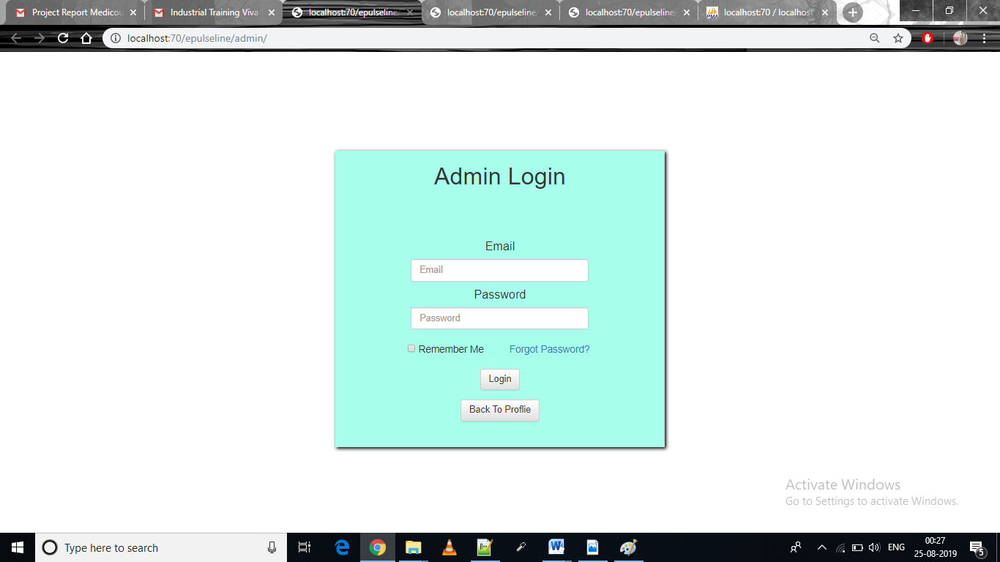 Project Report Medicou
Industrial Training Viva
localhost:70/epulseline/
localhost:70/epulseline/
localhost:70/epulseline/
localhost:70 / localhost
localhost:70/epulseline/admin/
Admin Login
Email
Email
Password
Password
Remember Me Forgot Password?
Login
Back To Proflie
Activate Windows
Go to Settings to activate Windows.
Type here to search
ENG
00:27
25-08-2019
5